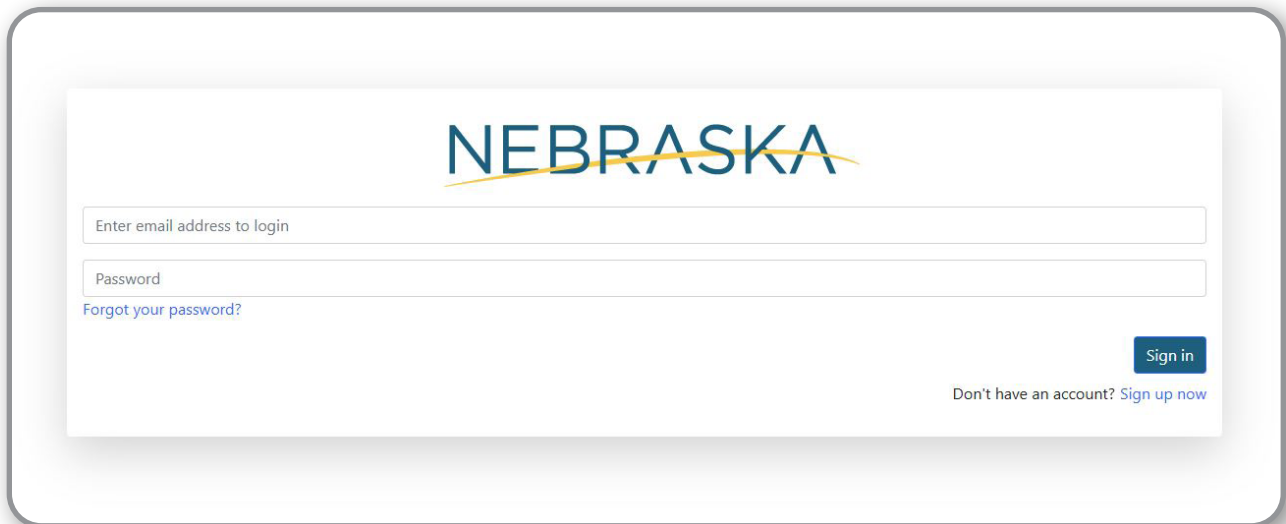 NEBRASKA
Enter email address to login
Password
Forgot your password?
Sign in
Don't have an account? Sign up now